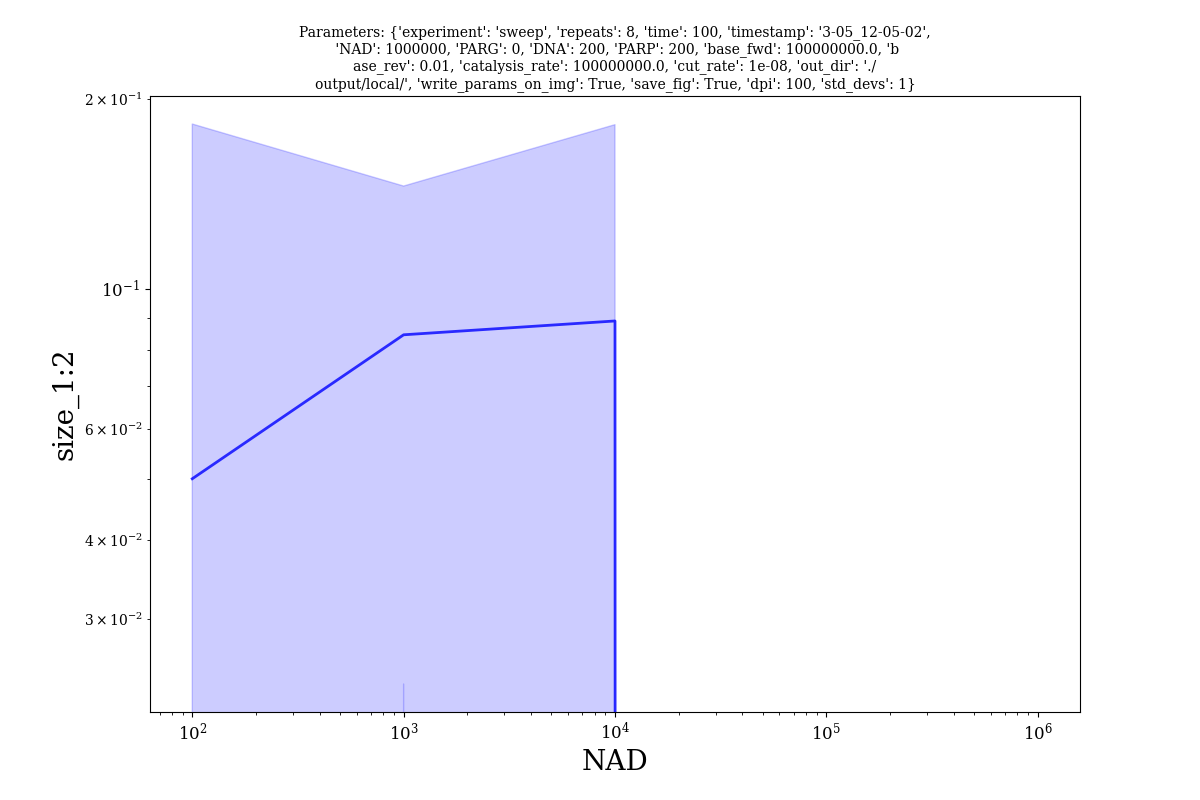 Parameters: {'experiment': 'sweep', 'repeats': 8, 'time': 100, 'timestamp': '3-05_12-05-02',
'NAD': 1000000, 'PARG': 0, 'DNA': 200, 'PARP': 200, 'base_fwd': 100000000.0, 'b
ase_rev': 0.01, 'catalysis_rate': 100000000.0, 'cut_rate': 1e-08, 'out_dir': './
output/local/', 'write_params_on_img': True, 'save_fig': True, 'dpi': 100, 'std_devs': 1}
2 × 10⁻¹
10⁻¹
6 × 10⁻²
4 × 10⁻²
3 × 10⁻²
size_1:2
10² 10³ 10⁴ 10⁵ 10⁶
NAD